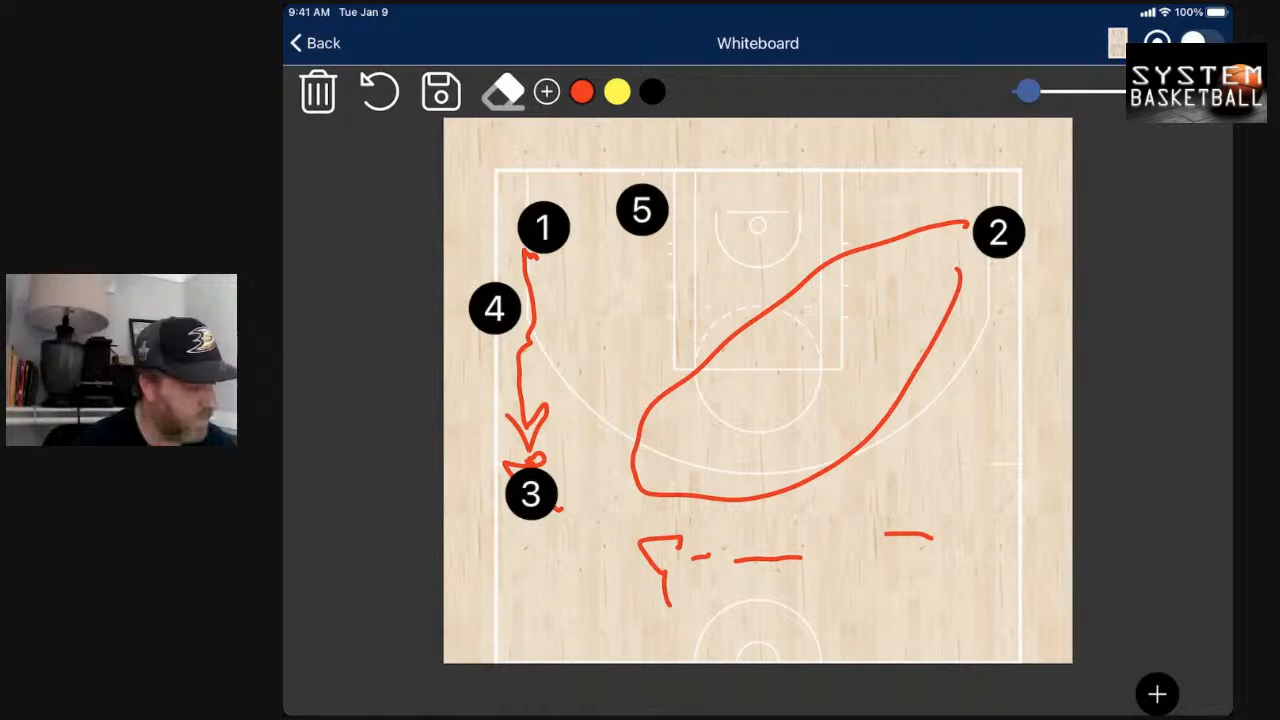 9:41 AM Tue Jan 9
100%
Back
Whiteboard
SYSTEM
BASKETBALL
1
5
2
4
3